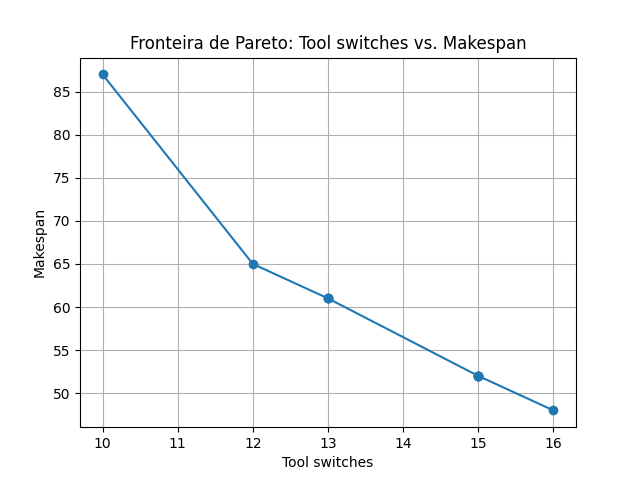 Fronteira de Pareto: Tool switches vs. Makespan
85
80
75
70
65
60
55
50
Makespan
10 11 12 13 14 15 16
Tool switches